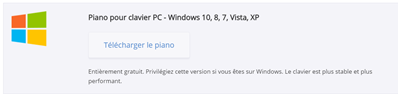 Piano pour clavier PC - Windows 10, 8, 7, Vista, XP
Télécharger le piano
Entièrement gratuit. Privilégiez cette version si vous êtes sur Windows. Le clavier est plus stable et plus
performant.